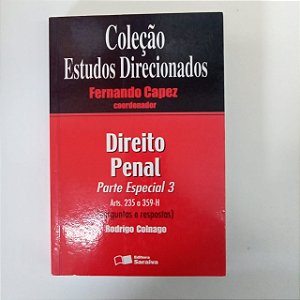 Coleção
Estudos Direcionados
Fernando Capez
coordenador
Direito
Penal
Parte Especial 3
Arts. 235 a 359-H
(perguntas e respostas)
Rodrigo Colnago
Editora
Saraiva